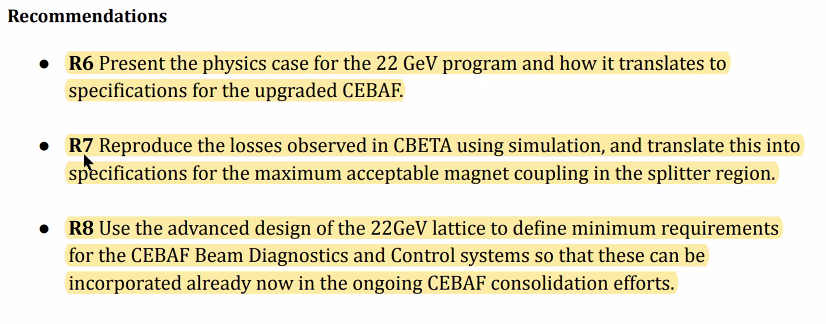 Recommendations
● R6 Present the physics case for the 22 GeV program and how it translates to
specifications for the upgraded CEBAF.
● R7 Reproduce the losses observed in CBETA using simulation, and translate this into
specifications for the maximum acceptable magnet coupling in the splitter region.
● R8 Use the advanced design of the 22GeV lattice to define minimum requirements
for the CEBAF Beam Diagnostics and Control systems so that these can be
incorporated already now in the ongoing CEBAF consolidation efforts.